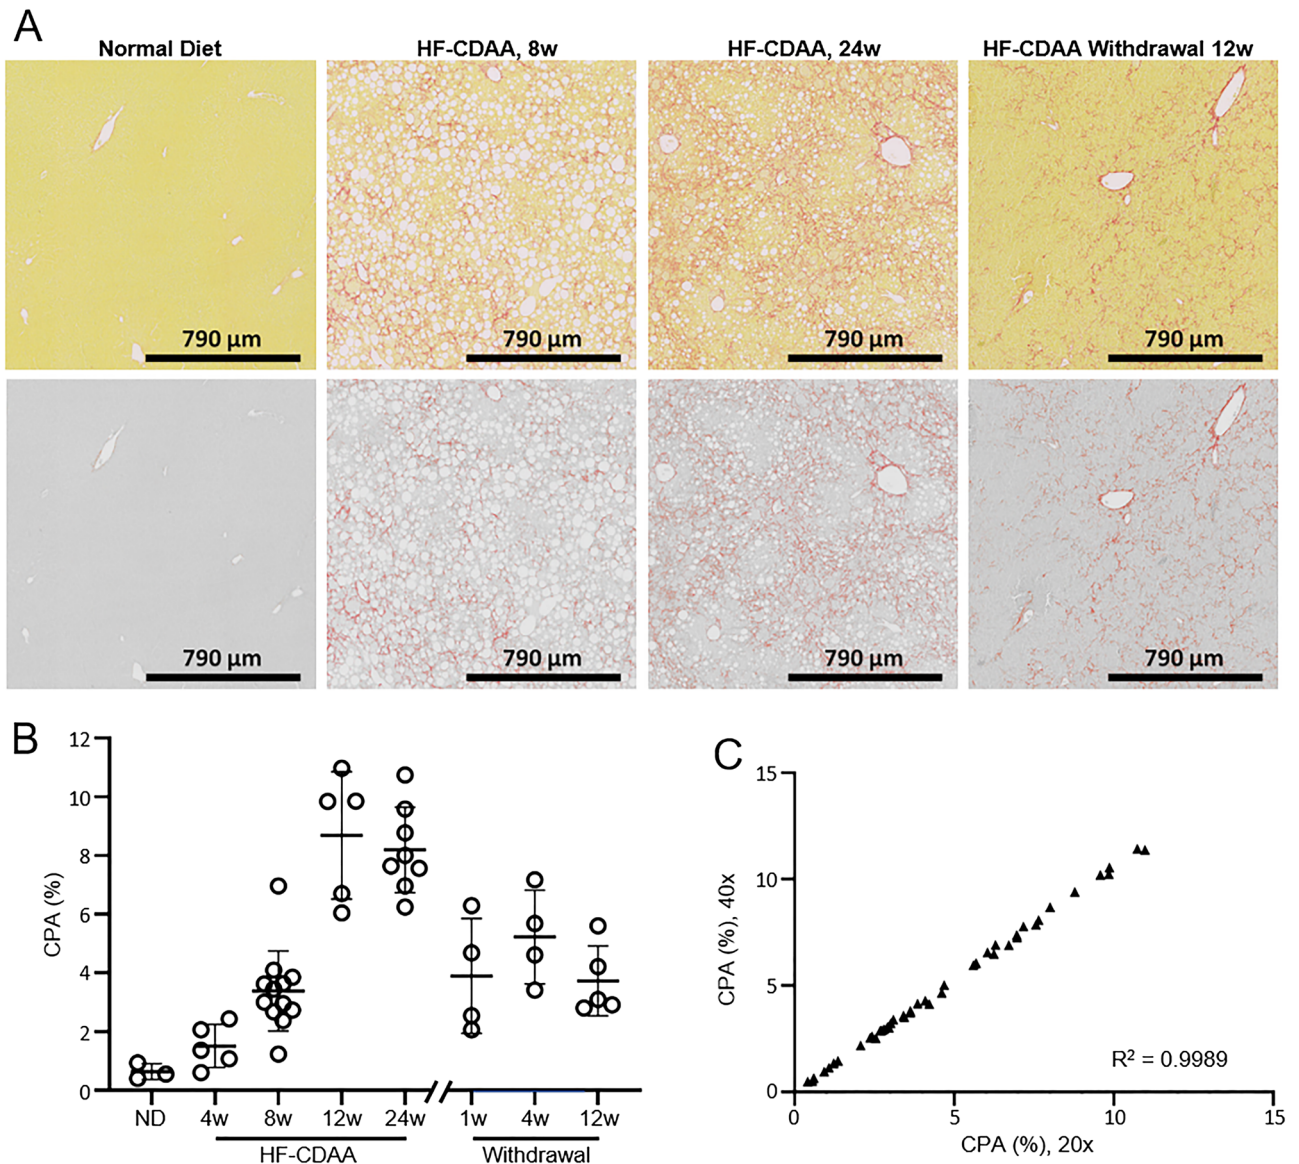 A
Normal Diet
HF-CDAA, 8w
HF-CDAA, 24w
HF-CDAA Withdrawal 12w
790 µm
790 µm
790 µm
790 µm
790 µm
790 µm
790 µm
790 µm
B
12
10
8
6
4
2
0
CPA (%)
ND
4w
8w
12w
24w
1w
4w
12w
HF-CDAA
Withdrawal
C
15
10
5
0
CPA (%), 40x
R² = 0.9989
0
5
10
15
CPA (%), 20x